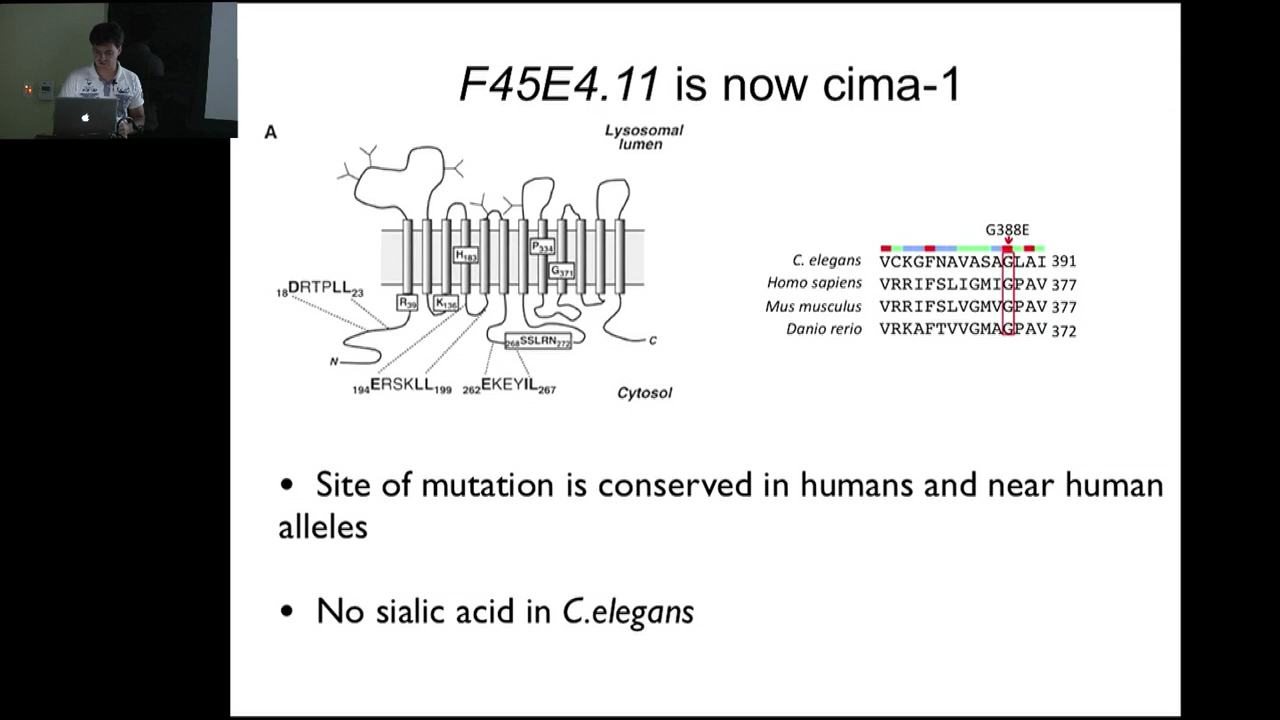 F45E4.11 is now cima-1
A
Lysosomal
lumen
H183
P334
G371
18DRTPLL23
R39
K136
268SSLRN272
C
N
194ERSKLL199
262EKEYIL267
Cytosol
G388E
C. elegans VCKGFNAVASAGLAI 391
Homo sapiens VRRIFSLIGMIGPAV 377
Mus musculus VRRIFSLVGMVGPAV 377
Danio rerio VRKAFTVVGMAGPAV 372
• Site of mutation is conserved in humans and near human
alleles
• No sialic acid in C.elegans